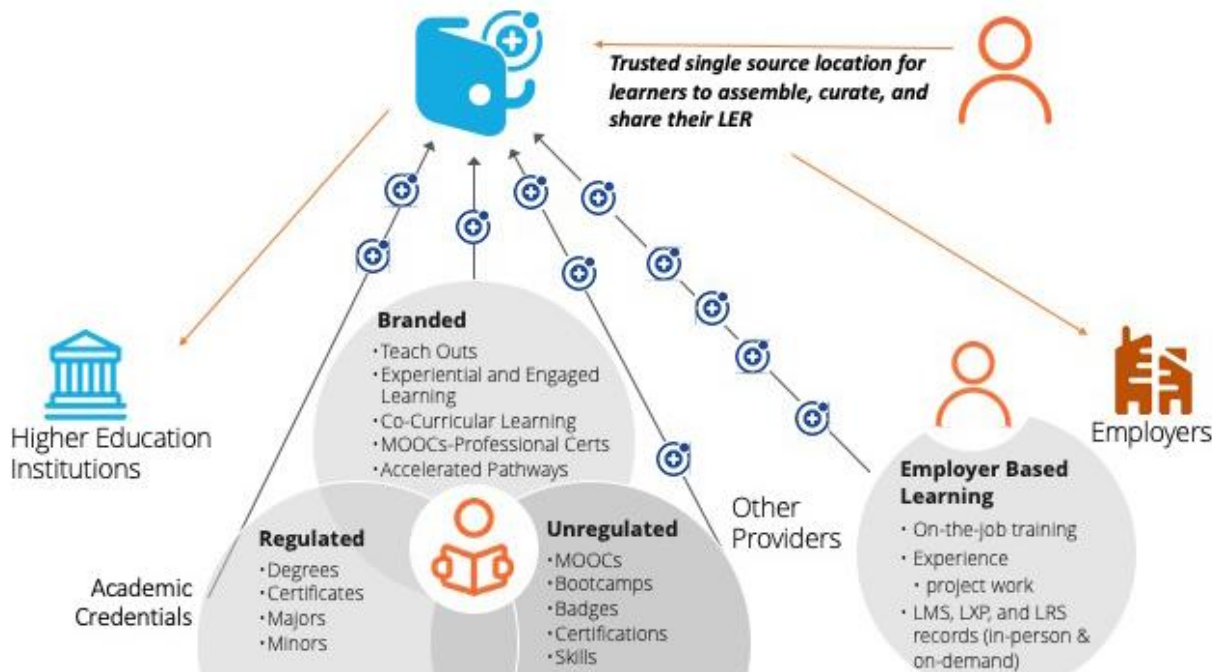 Trusted single source location for
learners to assemble, curate, and
share their LER
Higher Education
Institutions
Employers
Branded
•Teach Outs
•Experiential and Engaged
Learning
•Co-Curricular Learning
•MOOCs-Professional Certs
•Accelerated Pathways
Academic
Credentials
Regulated
•Degrees
•Certificates
•Majors
•Minors
Unregulated
•MOOCs
•Bootcamps
•Badges
•Certifications
•Skills
Other
Providers
Employer Based
Learning
• On-the-job training
• Experience
• project work
• LMS, LXP, and LRS
records (in-person &
on-demand)